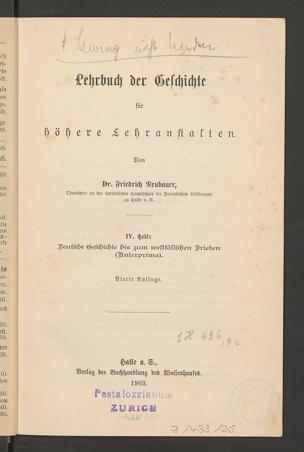 Lehrbuch der Geschichte
für
höhere Lehranstalten.
Von
Dr. Friedrich Neubauer,
Oberlehrer an der lateinischen Hauptschule der Franckeschen Stiftungen
zu Halle a. S.
IV. Teil:
Deutsche Geschichte bis zum westfälischen Frieden
(Unterprima).
Vierte Auflage.
Halle a. S.,
Verlag der Buchhandlung des Waisenhauses.
1903.
Pestalozzianum
ZÜRICH